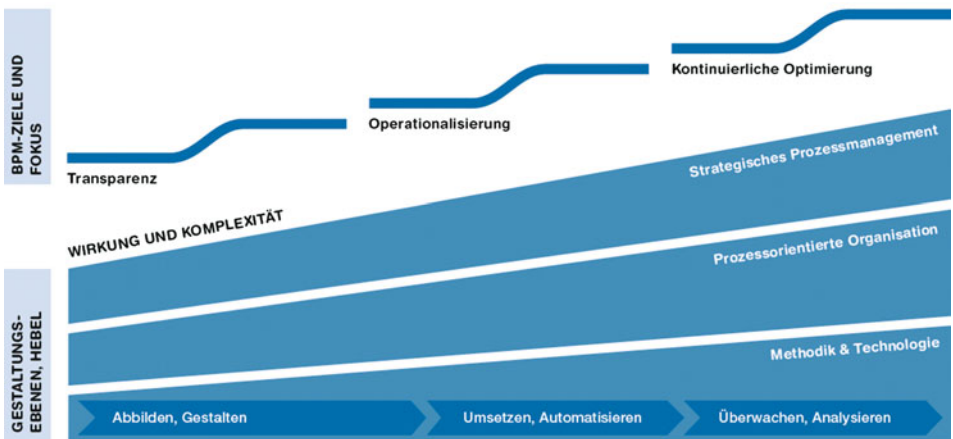 BPM-ZIELE UND
FOKUS
Transparenz
Operationalisierung
Kontinuierliche Optimierung
WIRKUNG UND KOMPLEXITÄT
GESTALTUNGS-
EBENEN, HEBEL
Strategisches Prozessmanagement
Prozessorientierte Organisation
Methodik & Technologie
Abbilden, Gestalten
Umsetzen, Automatisieren
Überwachen, Analysieren